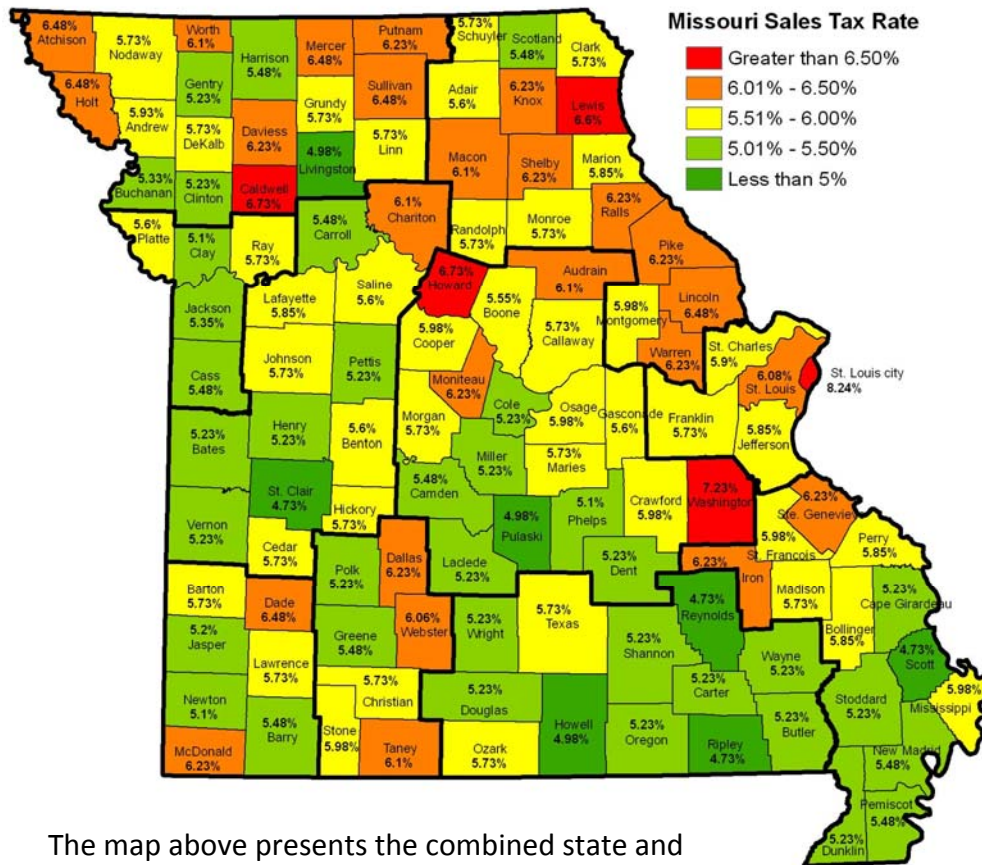 Missouri Sales Tax Rate
Greater than 6.50%
6.01% - 6.50%
5.51% - 6.00%
5.01% - 5.50%
Less than 5%
6.48%
Atchison
5.73%
Nodaway
Worth
6.1%
Harrison
5.48%
Mercer
6.48%
Putnam
6.23%
5.73%
Schuyler
Scotland
5.48%
Clark
5.73%
6.48%
Holt
Gentry
5.23%
Sullivan
6.48%
Adair
5.6%
6.23%
Knox
Lewis
6.6%
5.93%
Andrew
5.73%
DeKalb
Daviess
6.23%
Grundy
5.73%
4.98%
Livingston
5.73%
Linn
Macon
6.1%
Shelby
6.23%
Marion
5.85%
5.33%
Buchanan
5.23%
Clinton
Caldwell
6.73%
6.1%
Chariton
6.23%
Ralls
5.6%
Platte
5.1%
Clay
Ray
5.73%
5.48%
Carroll
Randolph
5.73%
Monroe
5.73%
Pike
6.23%
Jackson
5.35%
Lafayette
5.85%
Saline
5.6%
6.73%
Howard
5.55%
Boone
Audrain
6.1%
5.98%
Montgomery
Lincoln
6.48%
Cass
5.48%
Johnson
5.73%
Pettis
5.23%
5.98%
Cooper
5.73%
Callaway
Warren
6.23%
St. Charles
5.9%
6.08%
St. Louis
St. Louis city
8.24%
Moniteau
6.23%
Cole
5.23%
Osage
5.98%
Gasconade
5.6%
Franklin
5.73%
5.85%
Jefferson
5.23%
Bates
Henry
5.23%
5.6%
Benton
Morgan
5.73%
Miller
5.23%
5.73%
Maries
St. Clair
4.73%
Hickory
5.73%
5.48%
Camden
4.98%
Pulaski
5.1%
Phelps
Crawford
5.98%
7.23%
Washington
6.23%
Ste. Genevieve
Vernon
5.23%
Cedar
5.73%
Polk
5.23%
Dallas
6.23%
Laclede
5.23%
5.23%
Dent
6.23%
Iron
5.98%
St. Francois
Perry
5.85%
Barton
5.73%
Dade
6.48%
6.06%
Webster
5.23%
Wright
5.73%
Texas
4.73%
Reynolds
Madison
5.73%
Bollinger
5.85%
5.23%
Cape Girardeau
5.2%
Jasper
Greene
5.48%
5.23%
Shannon
Wayne
5.23%
4.73%
Scott
Lawrence
5.73%
5.73%
Christian
5.23%
Douglas
5.23%
Carter
Stoddard
5.23%
5.98%
Mississippi
Newton
5.1%
5.48%
Barry
Stone
5.98%
Taney
6.1%
Ozark
5.73%
Howell
4.98%
5.23%
Oregon
Ripley
4.73%
5.23%
Butler
McDonald
6.23%
New Madrid
5.48%
Pemiscot
5.48%
5.23%
Dunklin
The map above presents the combined state and